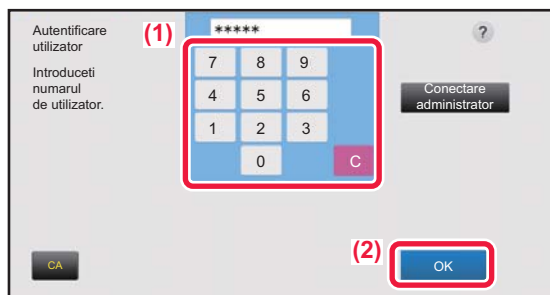 Autentificare
utilizator
Introduceti
numarul
de utilizator.
(1)
*****
7 8 9
4 5 6
1 2 3
0 C
?
Conectare
administrator
CA
(2)
OK